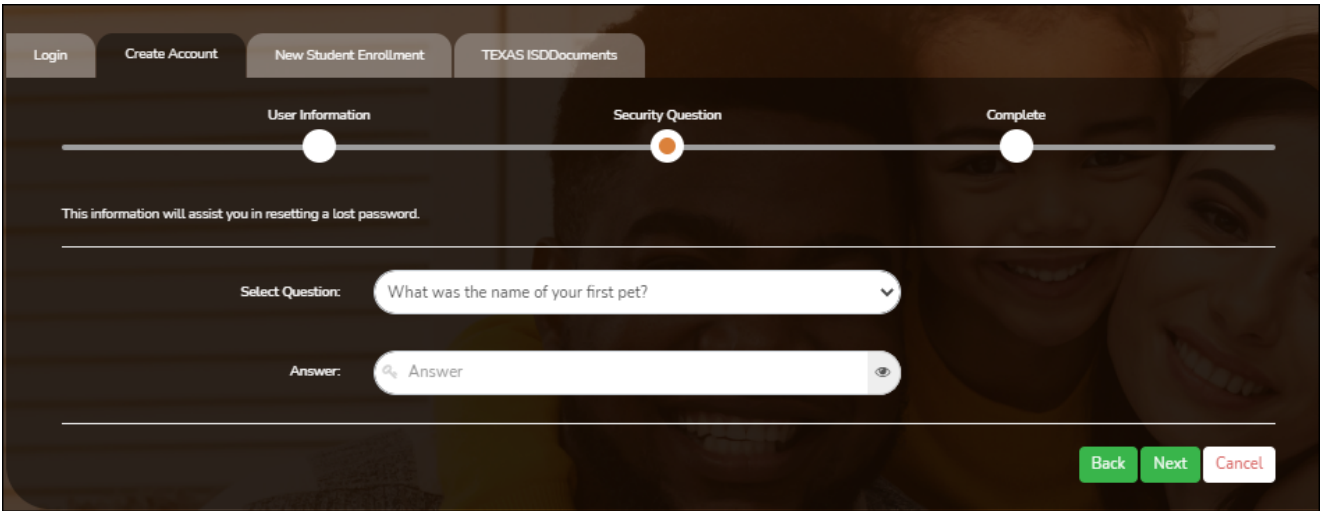 Login
Create Account
New Student Enrollment
TEXAS ISDDocuments
User Information
Security Question
Complete
This information will assist you in resetting a lost password.
Select Question:
What was the name of your first pet?
Answer:
Answer
Back
Next
Cancel